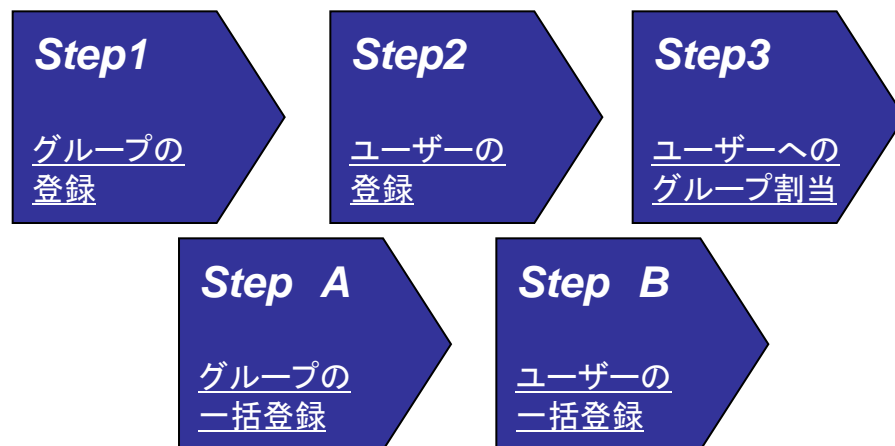 Step1
グループの
登録
Step2
ユーザーの
登録
Step3
ユーザーへの
グループ割当
Step A
グループの
一括登録
Step B
ユーザーの
一括登録